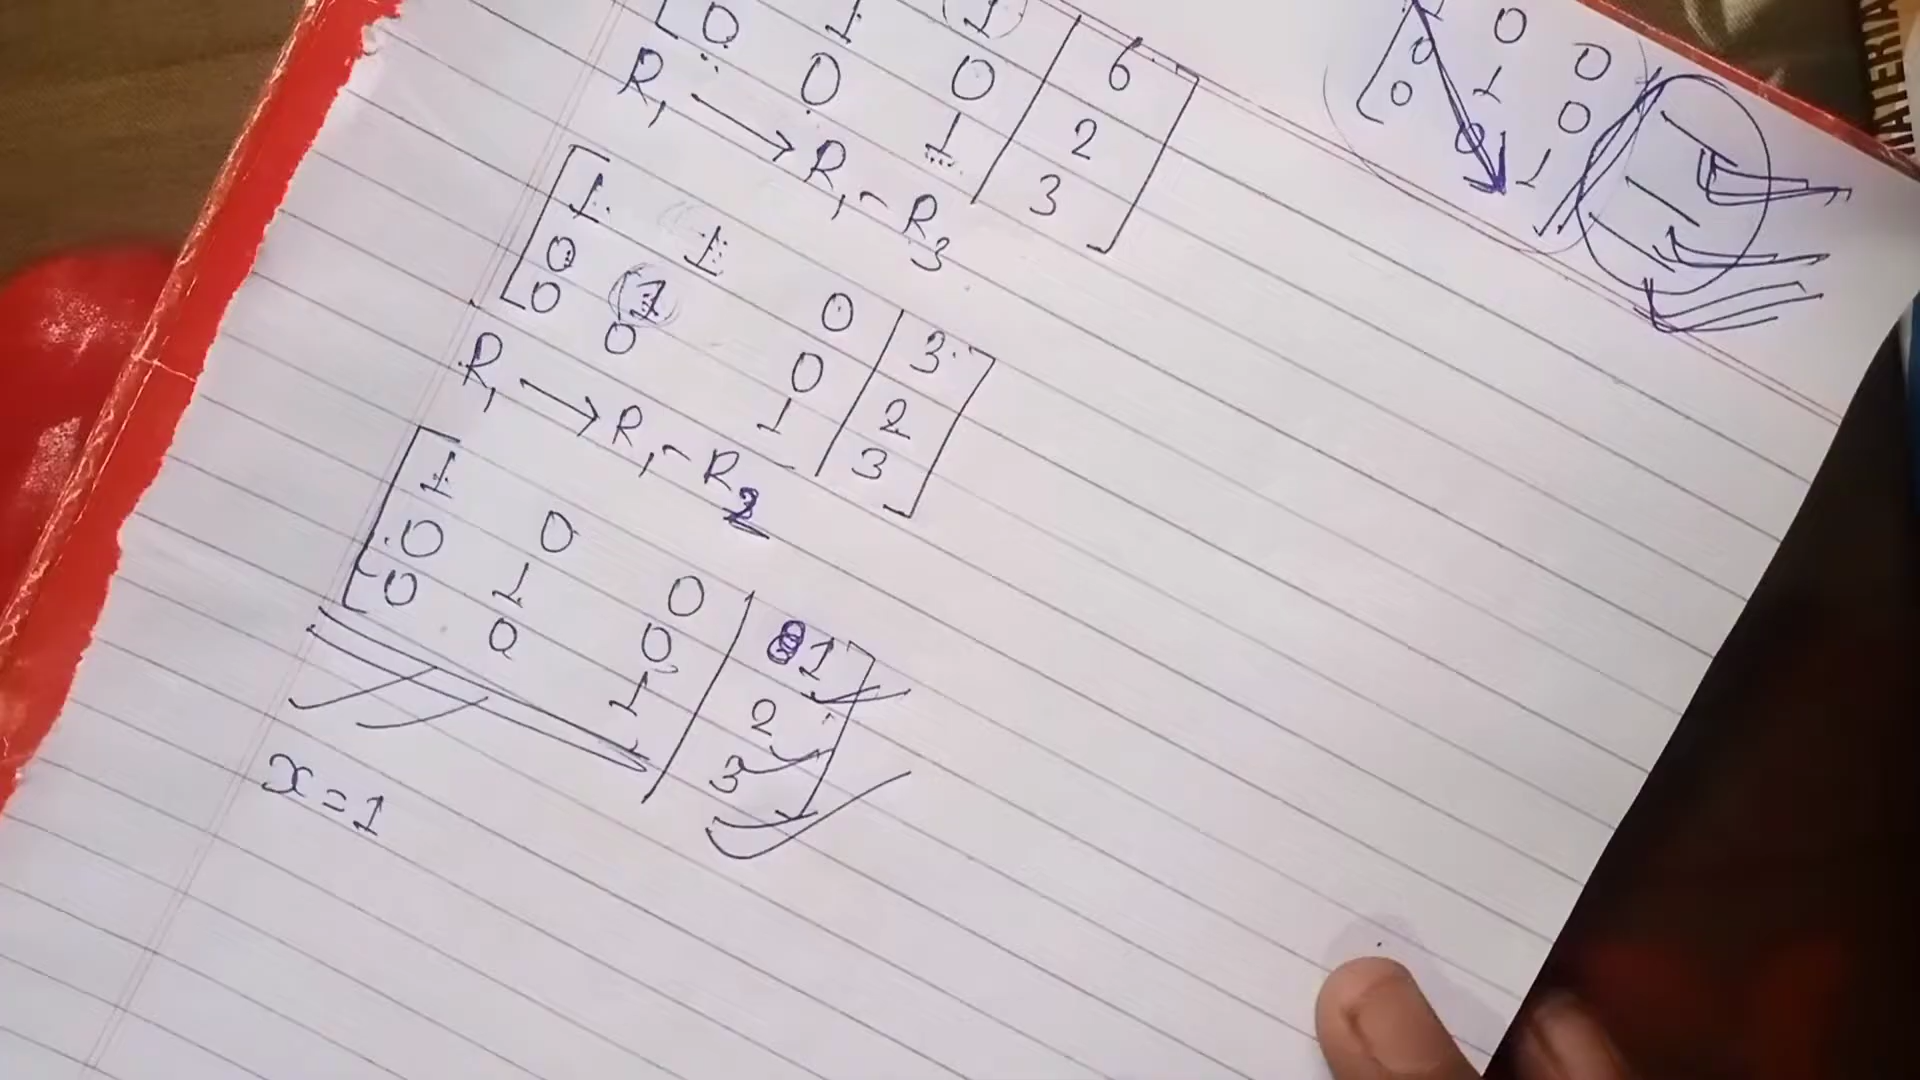 0 1 1 | 6
0 0 0 | 2
1 | 3
R₁ → R₁ - R₃
1 1 0 | 3
0 1 0 | 2
0 0 1 | 3
R₁ → R₁ - R₂
1 0 0 | 1
0 1 0 | 2
0 0 1 | 3
x = 1
0 0
0 1 0
0 0 1